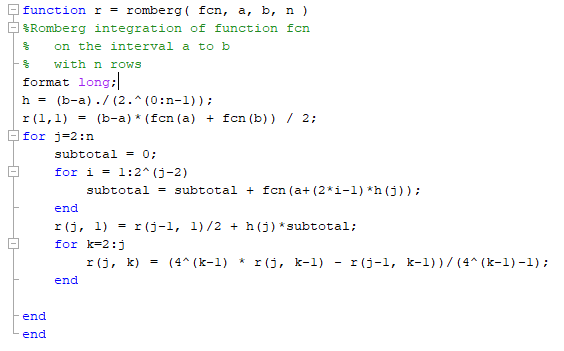 function r = romberg( fcn, a, b, n )
%Romberg integration of function fcn
%   on the interval a to b
%   with n rows
format long;
h = (b-a)./(2.^(0:n-1));
r(1,1) = (b-a)*(fcn(a) + fcn(b)) / 2;
for j=2:n
    subtotal = 0;
    for i = 1:2^(j-2)
        subtotal = subtotal + fcn(a+(2*i-1)*h(j));
    end
    r(j, 1) = r(j-1, 1)/2 + h(j)*subtotal;
    for k=2:j
        r(j, k) = (4^(k-1) * r(j, k-1) - r(j-1, k-1))/(4^(k-1)-1);
    end
end
end